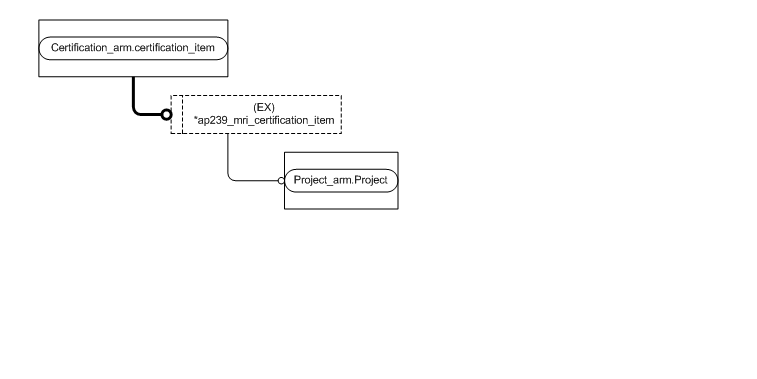 Certification_arm.certification_item
(EX)
*ap239_mri_certification_item
Project_arm.Project